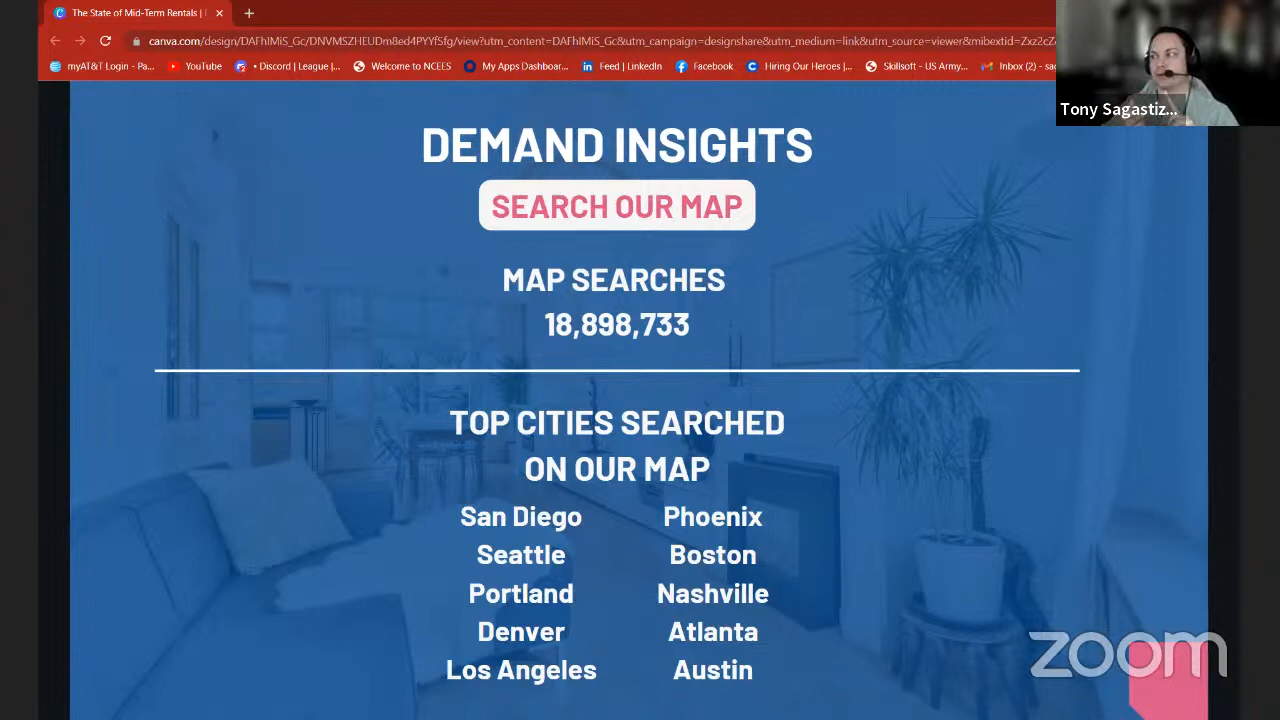 The State of Mid-Term Rentals |
canva.com/design/DAFhIMiS_Gc/DNVMSZHEUDm8ed4PYYfSfg/view?utm_content=DAFhIMiS_Gc&utm_campaign=designshare&utm_medium=link&utm_source=viewer&mibextid=Zxz2cZ
myAT&T Login - Pa... YouTube • Discord | League |... Welcome to NCEES My Apps Dashboar... Feed | LinkedIn Facebook Hiring Our Heroes |... Skillsoft - US Army... Inbox (2) - sac
Tony Sagastiz...
DEMAND INSIGHTS
SEARCH OUR MAP
MAP SEARCHES
18,898,733
TOP CITIES SEARCHED
ON OUR MAP
San Diego Phoenix
Seattle Boston
Portland Nashville
Denver Atlanta
Los Angeles Austin
zoom